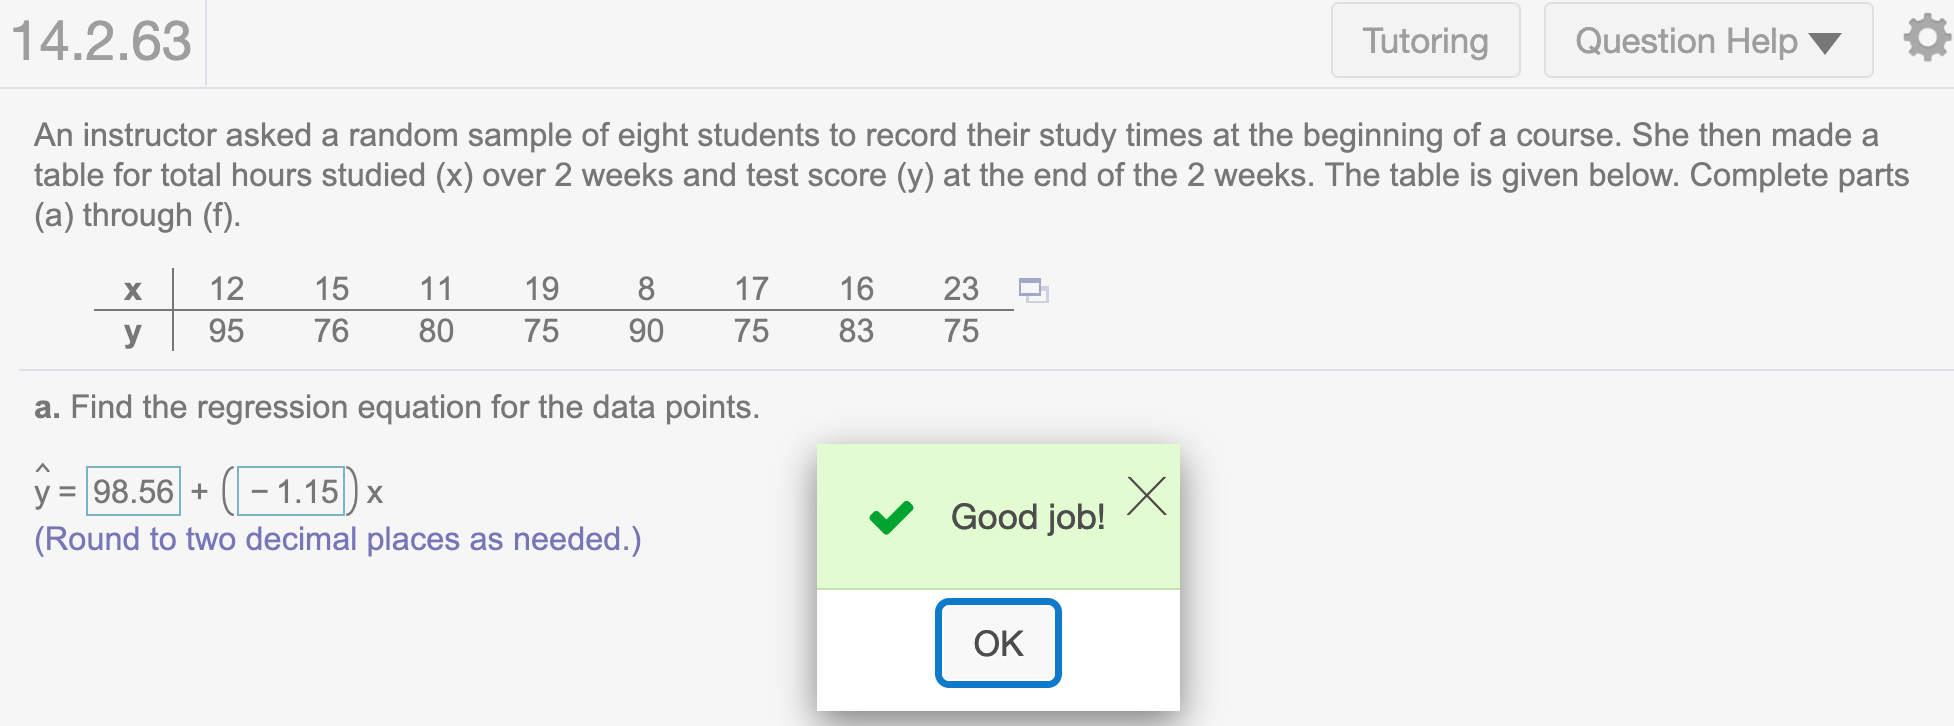 14.2.63 Tutoring Question Help
An instructor asked a random sample of eight students to record their study times at the beginning of a course. She then made a
table for total hours studied (x) over 2 weeks and test score (y) at the end of the 2 weeks. The table is given below. Complete parts
(a) through (f).
x 12 15 11 19 8 17 16 23
y 95 76 80 75 90 75 83 75
a. Find the regression equation for the data points.
ŷ = 98.56 + ( − 1.15 ) x
(Round to two decimal places as needed.)
Good job!
OK